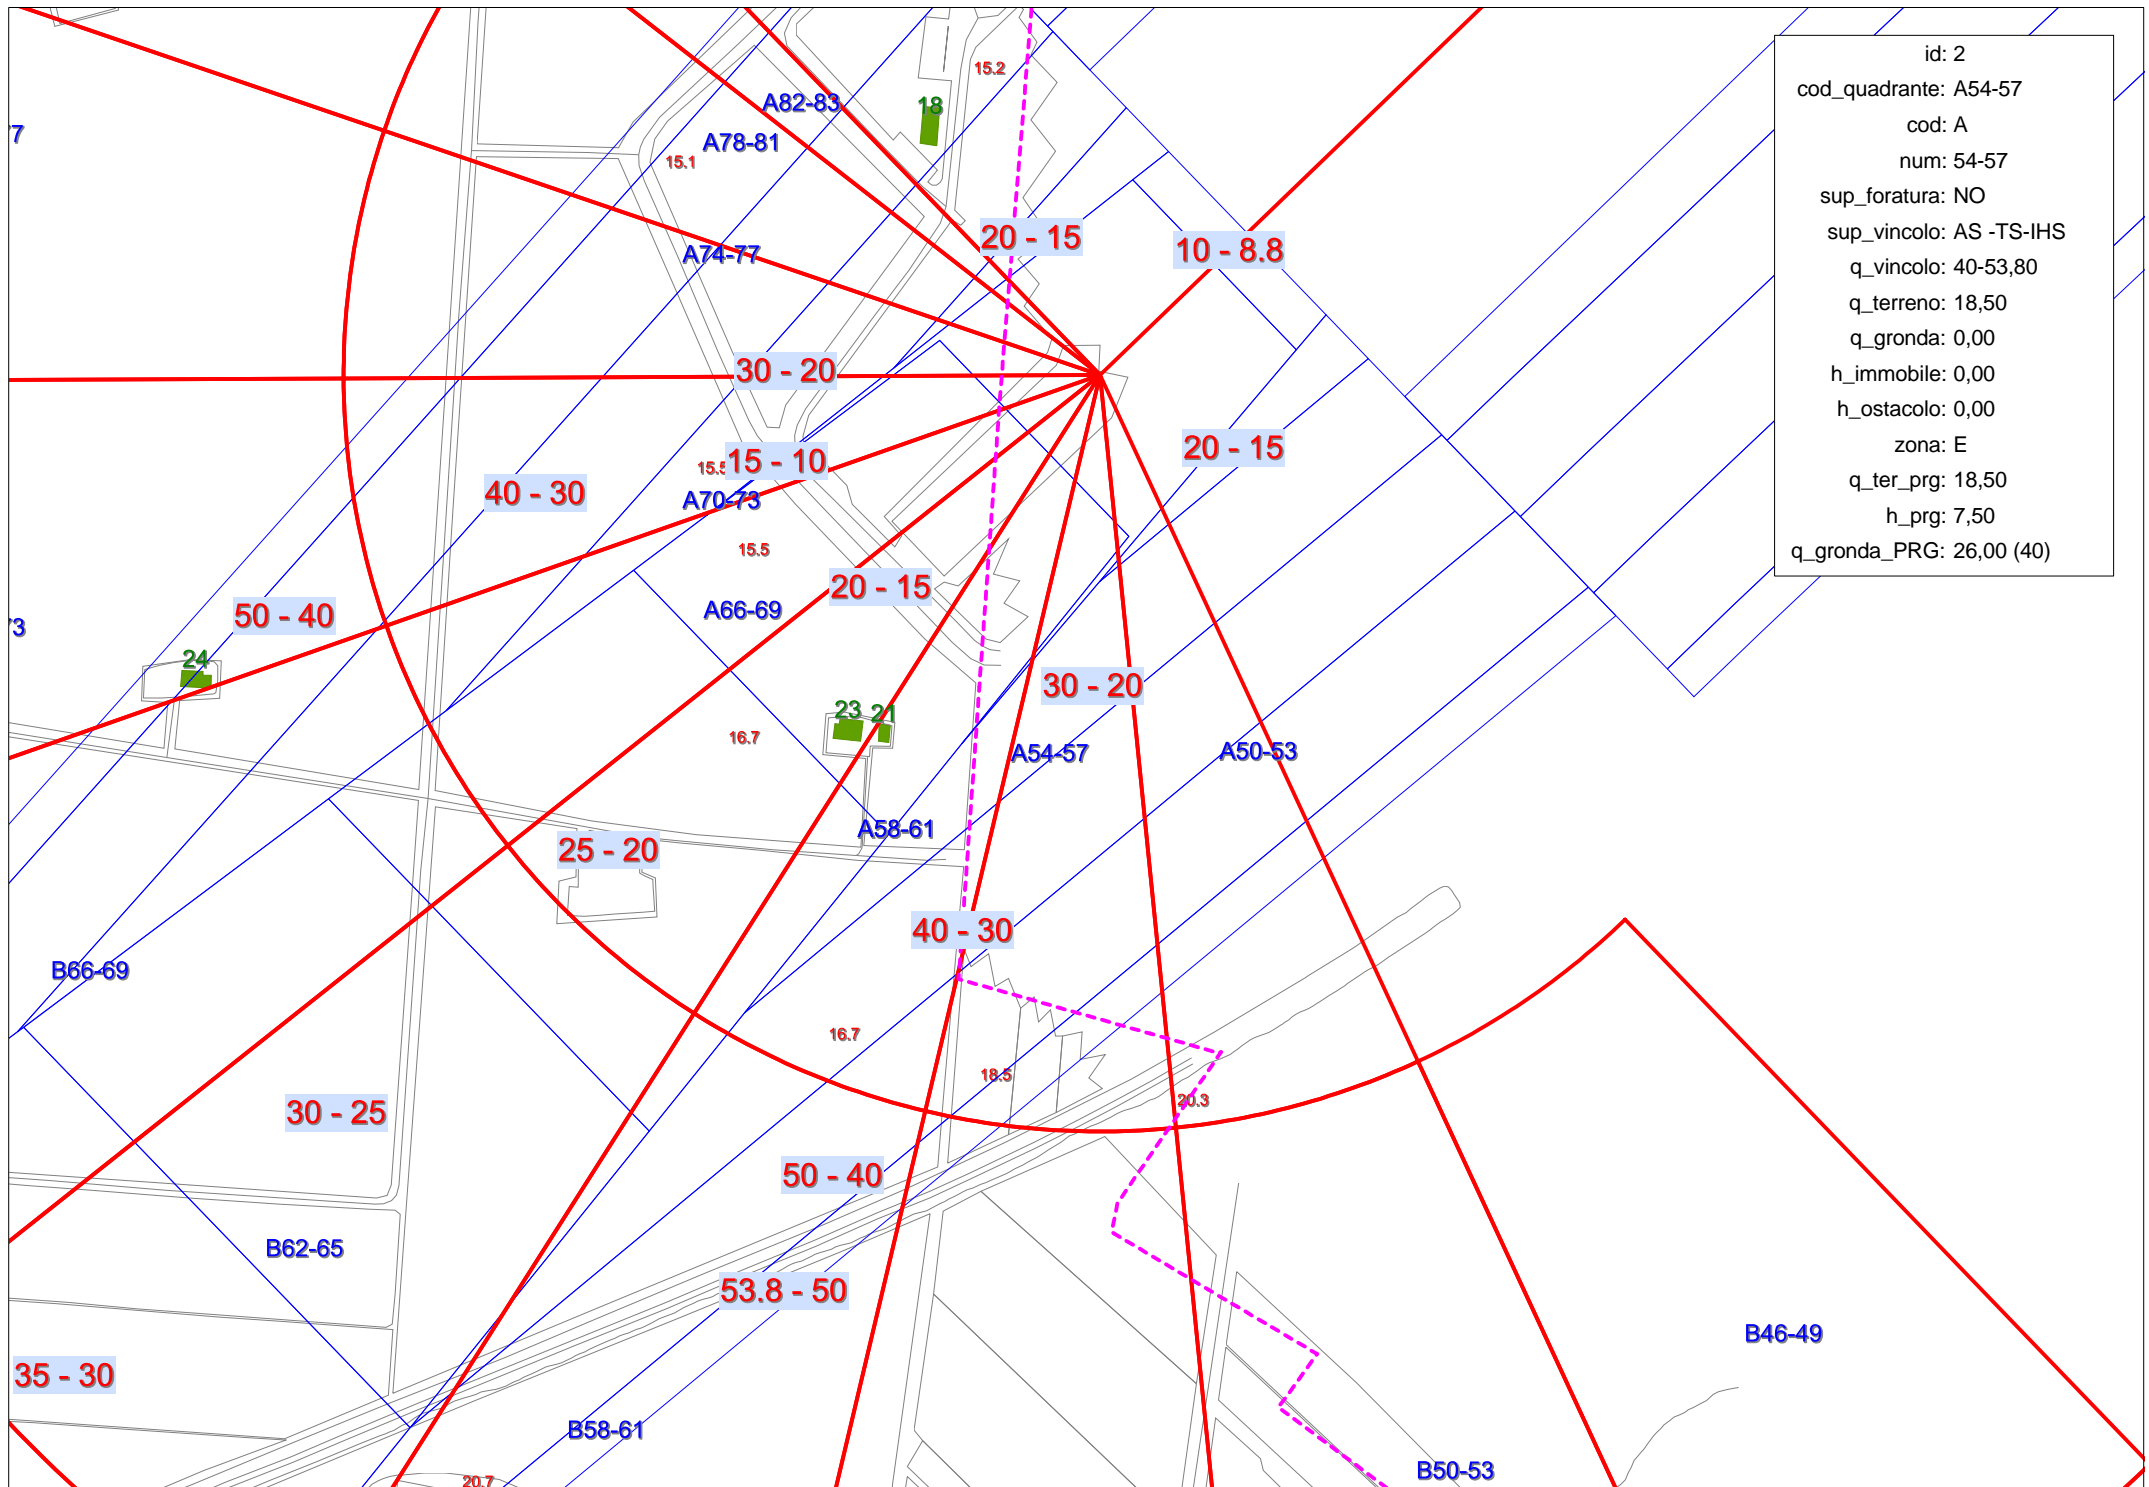 id: 2
cod_quadrante: A54-57
cod: A
num: 54-57
sup_foratura: NO
sup_vincolo: AS -TS-IHS
q_vincolo: 40-53,80
q_terreno: 18,50
q_gronda: 0,00
h_immobile: 0,00
h_ostacolo: 0,00
zona: E
q_ter_prg: 18,50
h_prg: 7,50
q_gronda_PRG: 26,00 (40)
15.2
A82-83
18
7
A78-81
15.1
20 - 15
10 - 8.8
A74-77
30 - 20
20 - 15
15.5
15 - 10
40 - 30
A70-73
15.5
20 - 15
A66-69
50 - 40
73
24
30 - 20
23
21
16.7
A54-57
A50-53
A58-61
25 - 20
40 - 30
B66-69
16.7
18.5
20.3
30 - 25
50 - 40
B62-65
53.8 - 50
B46-49
35 - 30
B58-61
B50-53
20.7